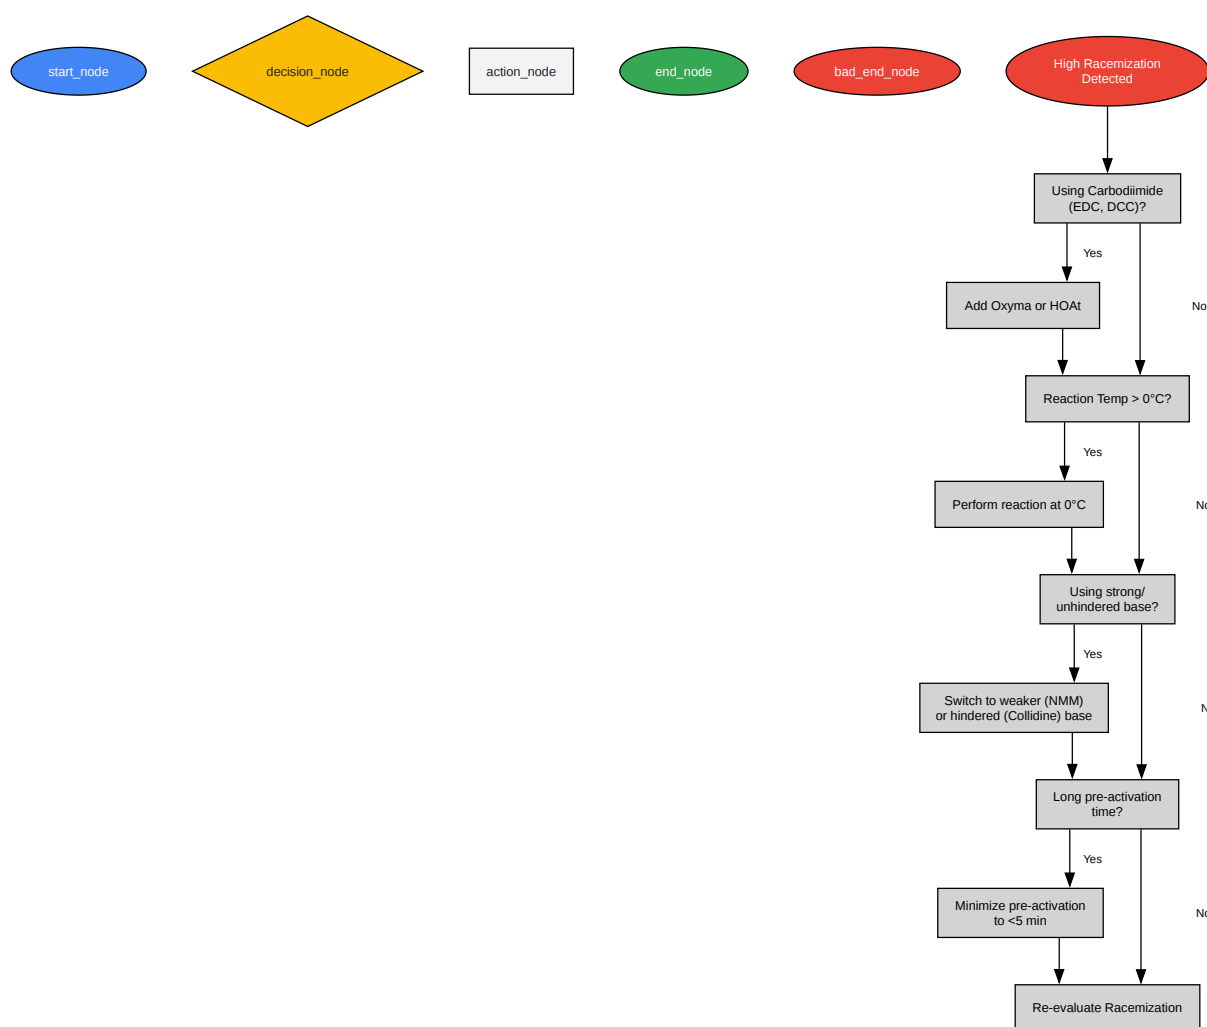 start_node
decision_node
action_node
end_node
bad_end_node
High Racemization
Detected
Using Carbodiimide
(EDC, DCC)?
Yes
Add Oxyma or HOAt
No
Reaction Temp > 0°C?
Yes
Perform reaction at 0°C
No
Using strong/
unhindered base?
Yes
Switch to weaker (NMM)
or hindered (Collidine) base
N
Long pre-activation
time?
Yes
Minimize pre-activation
to <5 min
No
Re-evaluate Racemization